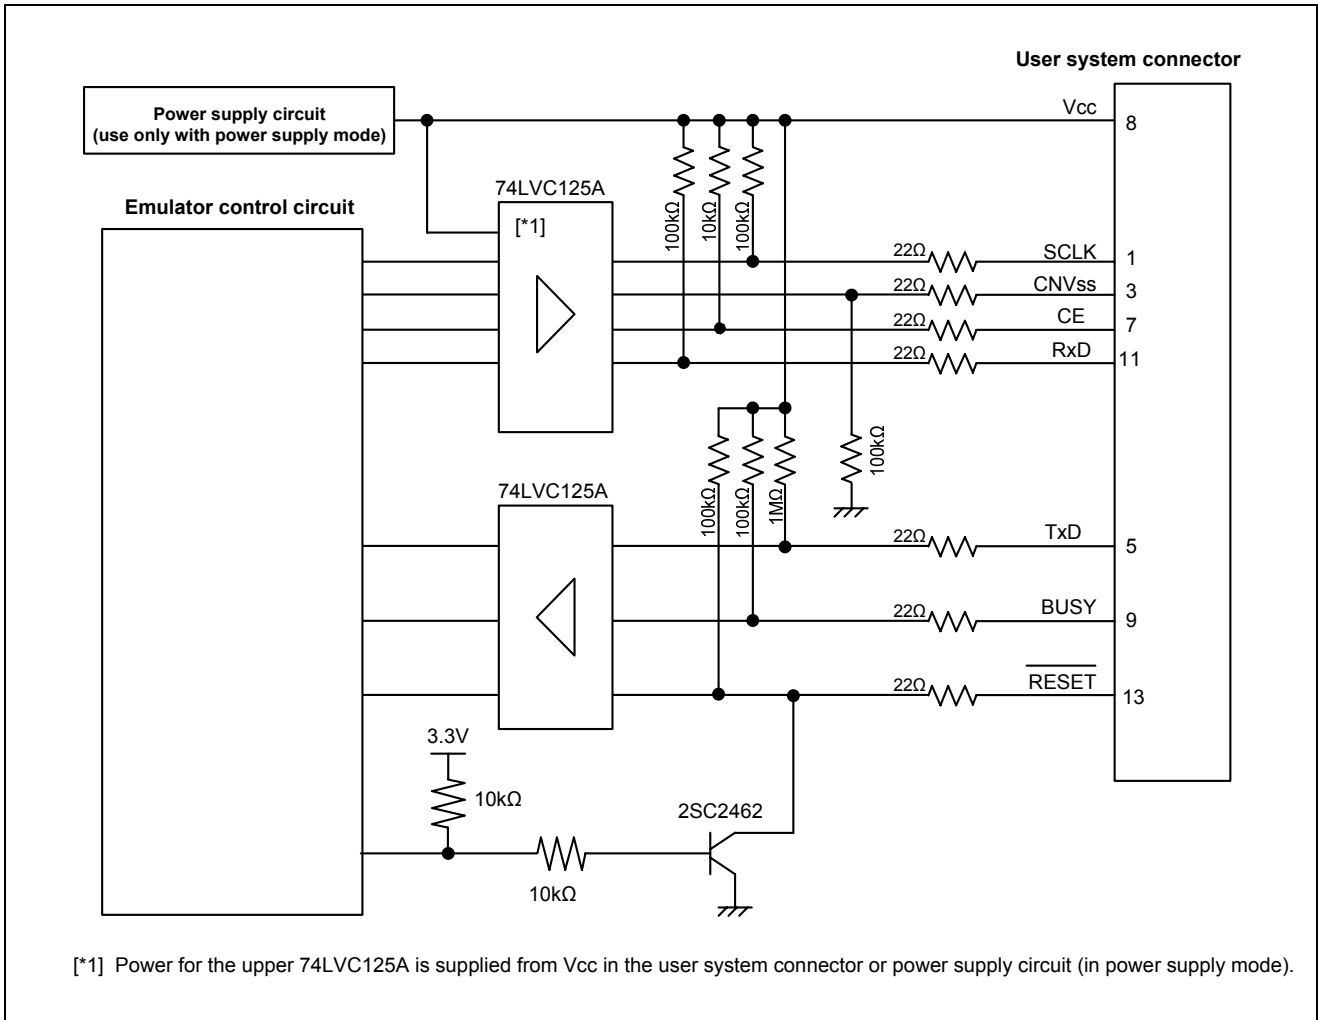 User system connector
Power supply circuit
(use only with power supply mode)
Vcc
8
74LVC125A
Emulator control circuit
[*1]
100kΩ
10kΩ
100kΩ
22Ω
SCLK
1
22Ω
CNVss
3
22Ω
CE
7
22Ω
RxD
11
100kΩ
74LVC125A
100kΩ
100kΩ
1MΩ
22Ω
TxD
5
22Ω
BUSY
9
22Ω
RESET
13
3.3V
10kΩ
2SC2462
10kΩ
[*1] Power for the upper 74LVC125A is supplied from Vcc in the user system connector or power supply circuit (in power supply mode).